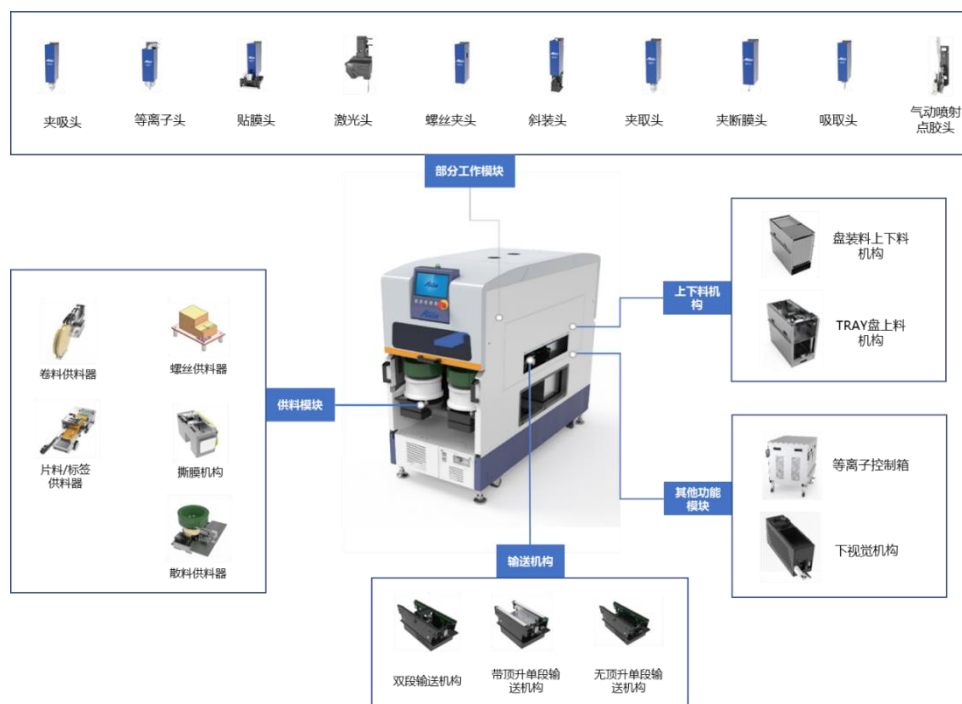 夹吸头
等离子头
贴膜头
激光头
螺丝夹头
斜装头
夹取头
夹断膜头
吸取头
气动喷射
点胶头
部分工作模块
盘装料上下料
机构
上下料机
构
TRAY盘上料
机构
卷料供料器
螺丝供料器
供料模块
片料/标签
供料器
撕膜机构
散料供料器
等离子控制箱
其他功能
模块
下视觉机构
输送机构
双段输送机构
带顶升单段输
送机构
无顶升单段输
送机构